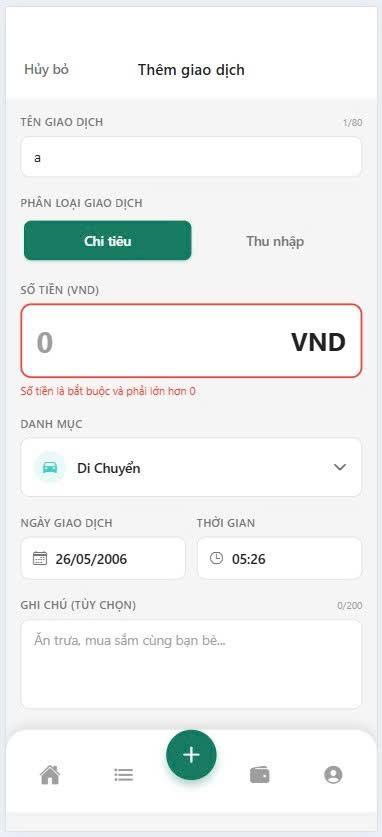 Hủy bỏ
Thêm giao dịch
TÊN GIAO DỊCH 1/80
a
PHÂN LOẠI GIAO DỊCH
Chi tiêu
Thu nhập
SỐ TIỀN (VND)
0 VND
Số tiền là bắt buộc và phải lớn hơn 0
DANH MỤC
Di Chuyển
NGÀY GIAO DỊCH
THỜI GIAN
26/05/2006
05:26
GHI CHÚ (TÙY CHỌN) 0/200
Ăn trưa, mua sắm cùng bạn bè...